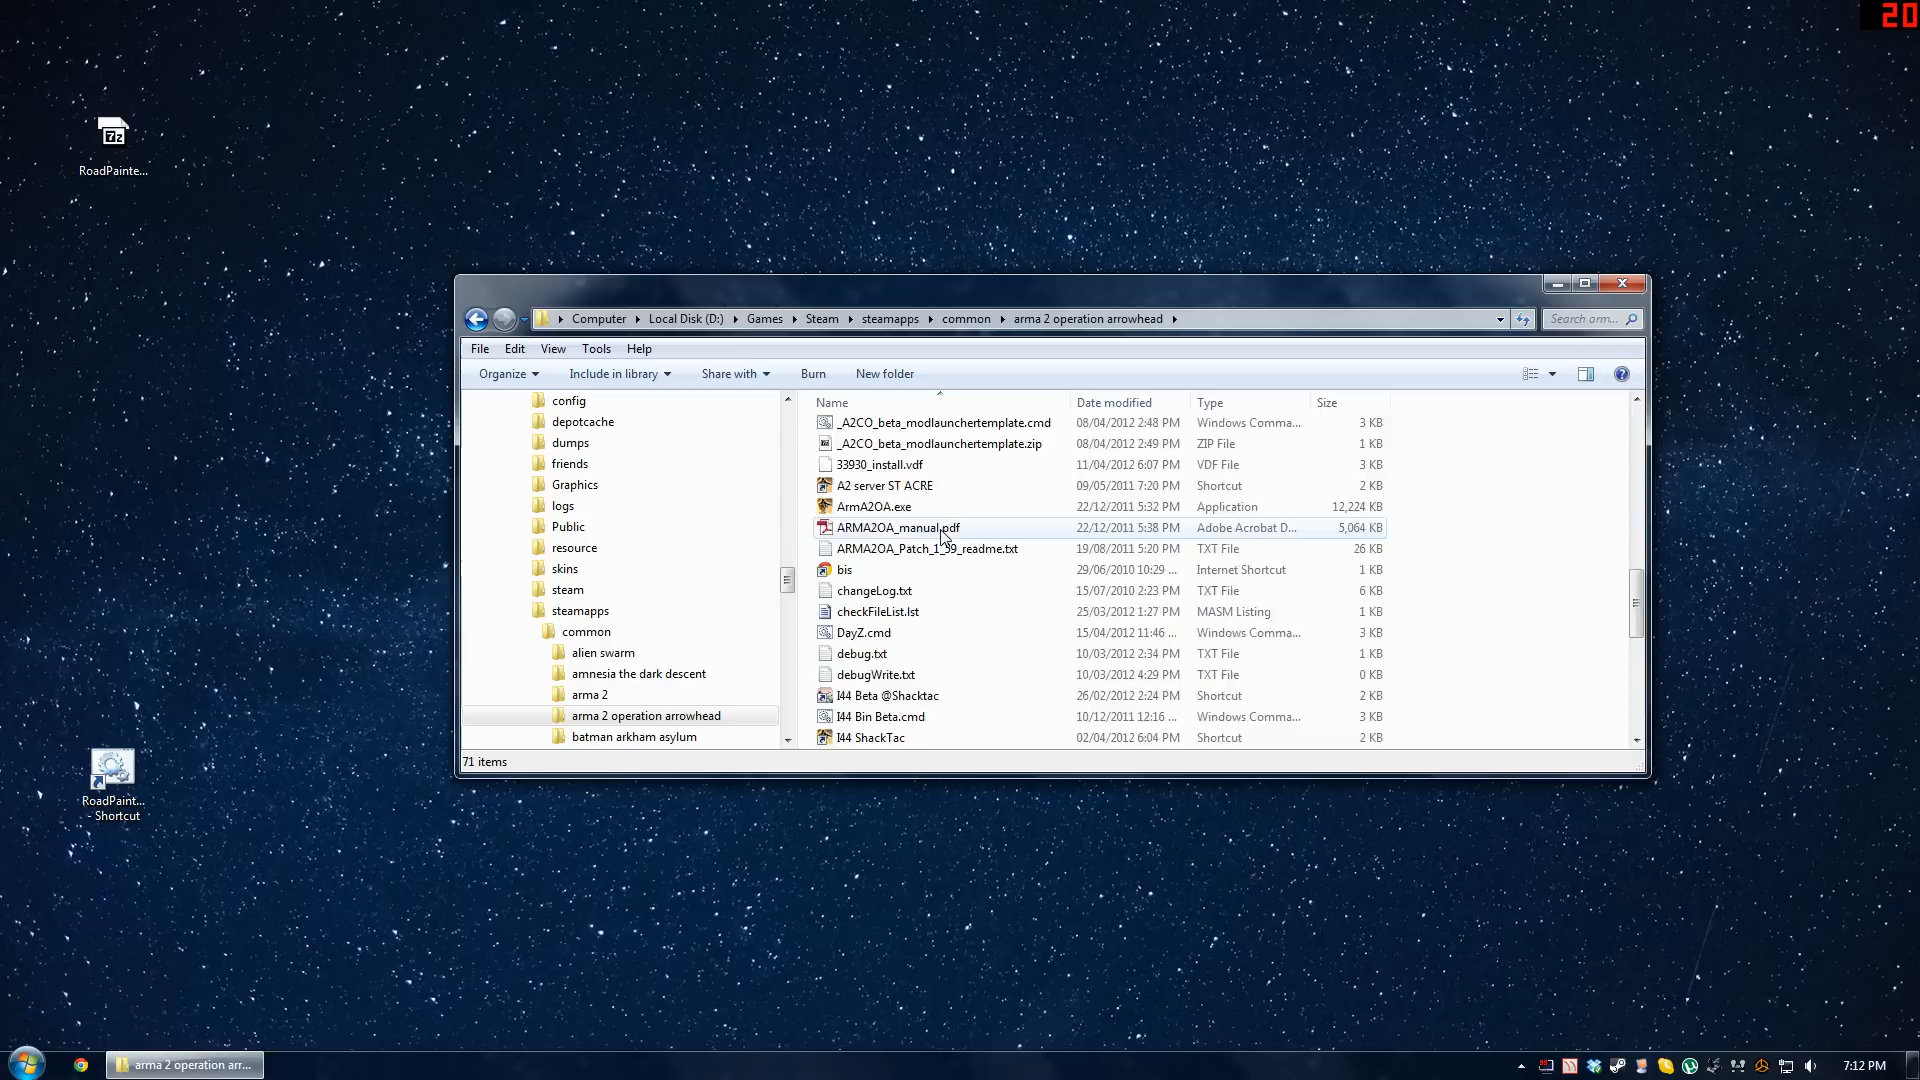 20
RoadPainte...
Computer
Local Disk (D:)
Games
Steam
steamapps
common
arma 2 operation arrowhead
Search arm...
File Edit View Tools Help
Organize Include in library Share with Burn New folder
config
depotcache
dumps
friends
Graphics
logs
Public
resource
skins
steam
steamapps
common
alien swarm
amnesia the dark descent
arma 2
arma 2 operation arrowhead
batman arkham asylum
Name Date modified Type Size
_A2CO_beta_modlaunchertemplate.cmd 08/04/2012 2:48 PM Windows Comma... 3 KB
_A2CO_beta_modlaunchertemplate.zip 08/04/2012 2:49 PM ZIP File 1 KB
33930_install.vdf 11/04/2012 6:07 PM VDF File 3 KB
A2 server ST ACRE 09/05/2011 7:20 PM Shortcut 2 KB
ArmA2OA.exe 22/12/2011 5:32 PM Application 12,224 KB
ARMA2OA_manual.pdf 22/12/2011 5:38 PM Adobe Acrobat D... 5,064 KB
ARMA2OA_Patch_1_59_readme.txt 19/08/2011 5:20 PM TXT File 26 KB
bis 29/06/2010 10:29 ... Internet Shortcut 1 KB
changeLog.txt 15/07/2010 2:23 PM TXT File 6 KB
checkFileList.lst 25/03/2012 1:27 PM MASM Listing 1 KB
DayZ.cmd 15/04/2012 11:46 ... Windows Comma... 3 KB
debug.txt 10/03/2012 2:34 PM TXT File 1 KB
debugWrite.txt 10/03/2012 4:29 PM TXT File 0 KB
I44 Beta @Shacktac 26/02/2012 2:24 PM Shortcut 2 KB
I44 Bin Beta.cmd 10/12/2011 12:16 ... Windows Comma... 3 KB
I44 ShackTac 02/04/2012 6:04 PM Shortcut 2 KB
71 items
RoadPaint...
- Shortcut
arma 2 operation arr...
7:12 PM